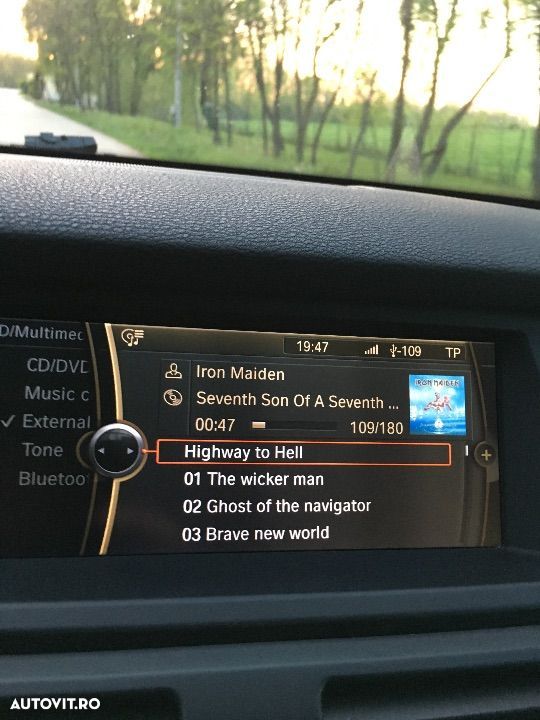 D/Multimec
19:47
-109
TP
CD/DVD
Iron Maiden
IRON MAIDEN
Music c
Seventh Son Of A Seventh ...
✓ External
00:47
109/180
Tone
Highway to Hell
Bluetoo
01 The wicker man
02 Ghost of the navigator
03 Brave new world
AUTOVIT.RO